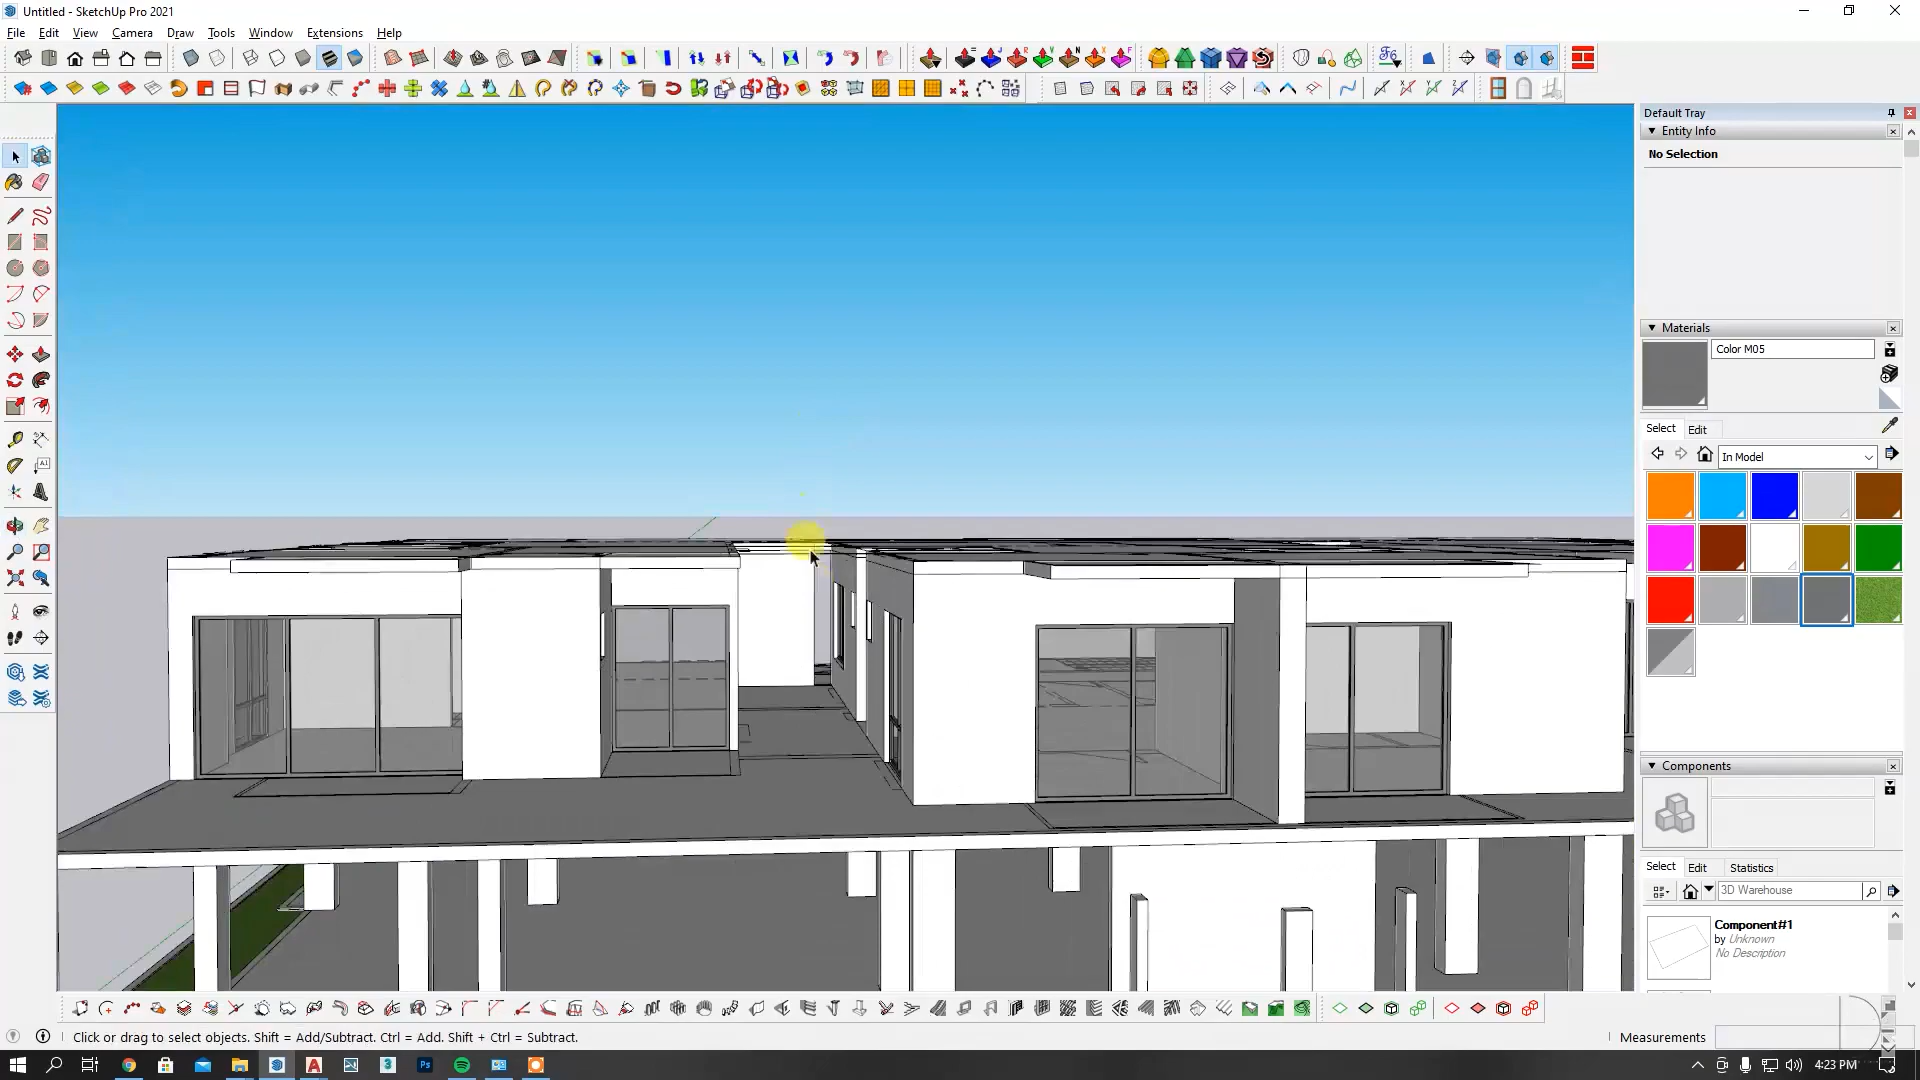 Untitled - SketchUp Pro 2021
File Edit View Camera Draw Tools Window Extensions Help
Default Tray
Entity Info
No Selection
Materials
Color M05
Select Edit
In Model
Components
Select Edit Statistics
3D Warehouse
Component#1
by Unknown
No Description
Click or drag to select objects. Shift = Add/Subtract. Ctrl = Add. Shift + Ctrl = Subtract.
Measurements
4:23 PM